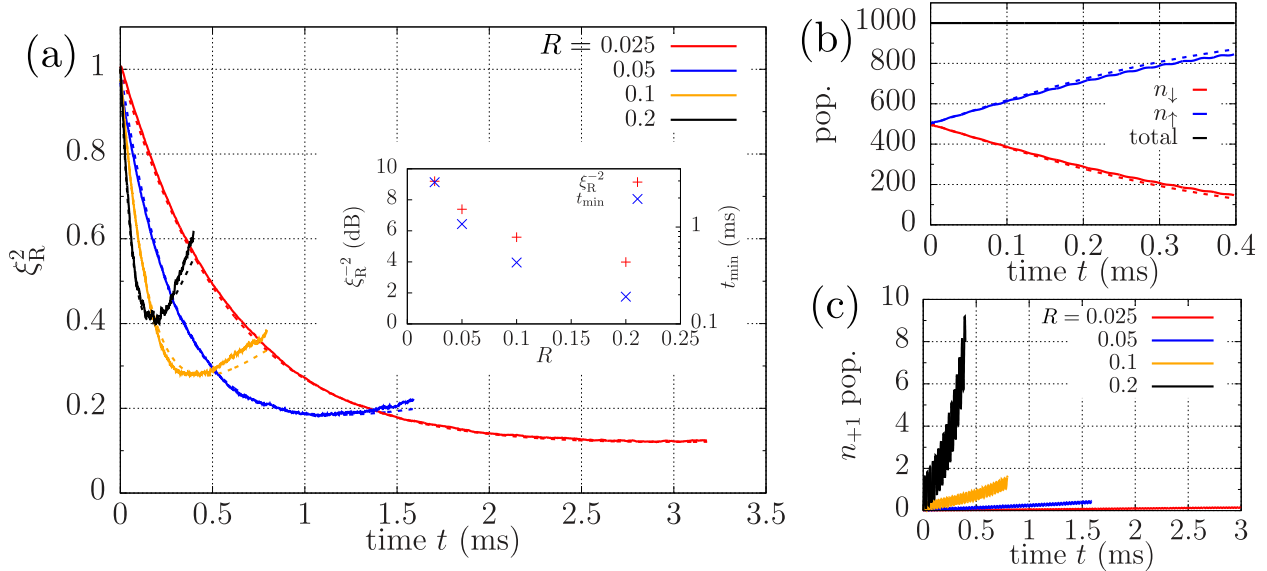 (a)
R = 0.025
0.05
0.1
0.2
1
0.8
0.6
0.4
0.2
0
ξ²_R
0 0.5 1 1.5 2 2.5 3 3.5
time t (ms)
10
8
6
4
2
0
ξ_R⁻² (dB)
ξ_R⁻²
t_min
1
0.1
t_min (ms)
0 0.05 0.1 0.15 0.2 0.25
R
(b)
1000
800
600
400
200
0
pop.
n↓
n↑
total
0 0.1 0.2 0.3 0.4
time t (ms)
(c)
10
8
6
4
2
0
n₊₁ pop.
R = 0.025
0.05
0.1
0.2
0 0.5 1 1.5 2 2.5 3
time t (ms)